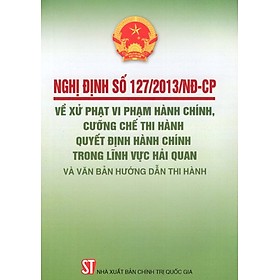 NGHỊ ĐỊNH SỐ 127/2013/NĐ-CP
VỀ XỬ PHẠT VI PHẠM HÀNH CHÍNH,
CƯỠNG CHẾ THI HÀNH
QUYẾT ĐỊNH HÀNH CHÍNH
TRONG LĨNH VỰC HẢI QUAN
VÀ VĂN BẢN HƯỚNG DẪN THI HÀNH
ST NHÀ XUẤT BẢN CHÍNH TRỊ QUỐC GIA